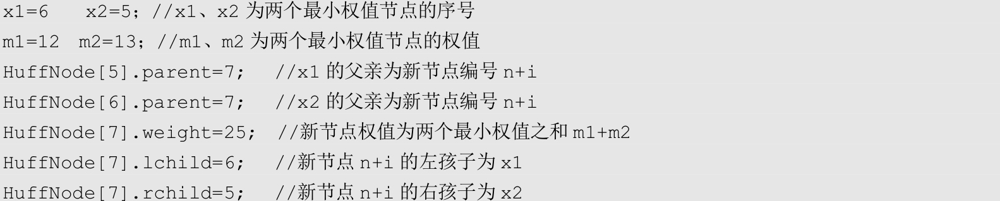 x1=6 x2=5; //x1、x2 为两个最小权值节点的序号
m1=12 m2=13; //m1、m2 为两个最小权值节点的权值
HuffNode[5].parent=7; //x1 的父亲为新节点编号 n+i
HuffNode[6].parent=7; //x2 的父亲为新节点编号 n+i
HuffNode[7].weight=25; //新节点权值为两个最小权值之和 m1+m2
HuffNode[7].lchild=6; //新节点 n+i 的左孩子为 x1
HuffNode[7].rchild=5; //新节点 n+i 的右孩子为 x2